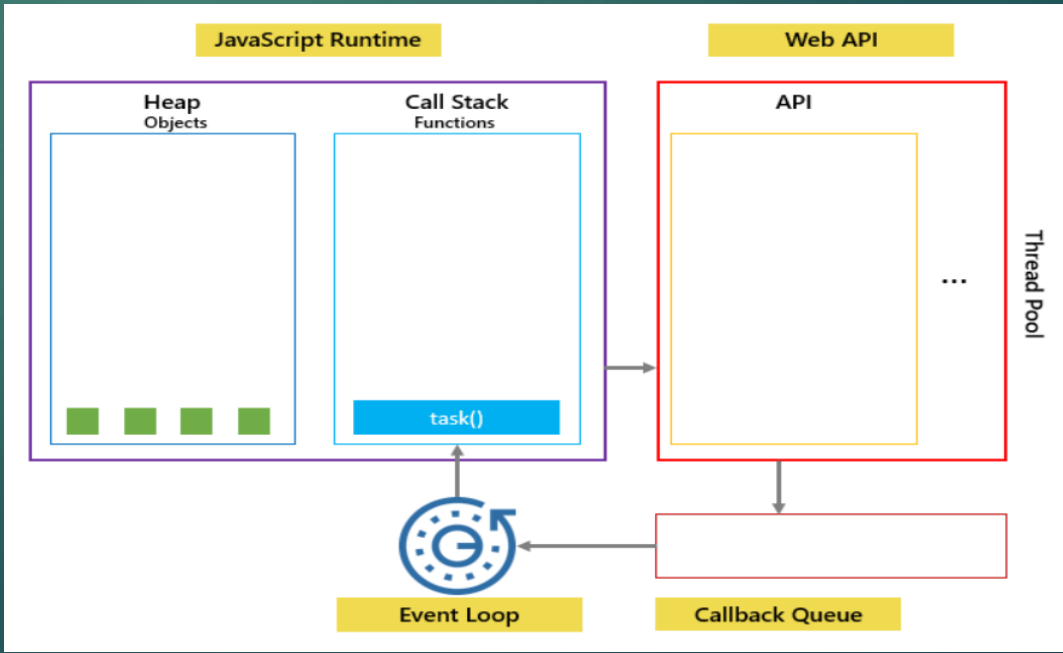 JavaScript Runtime
Web API
Heap
Objects
Call Stack
Functions
API
...
Thread Pool
task()
Event Loop
Callback Queue